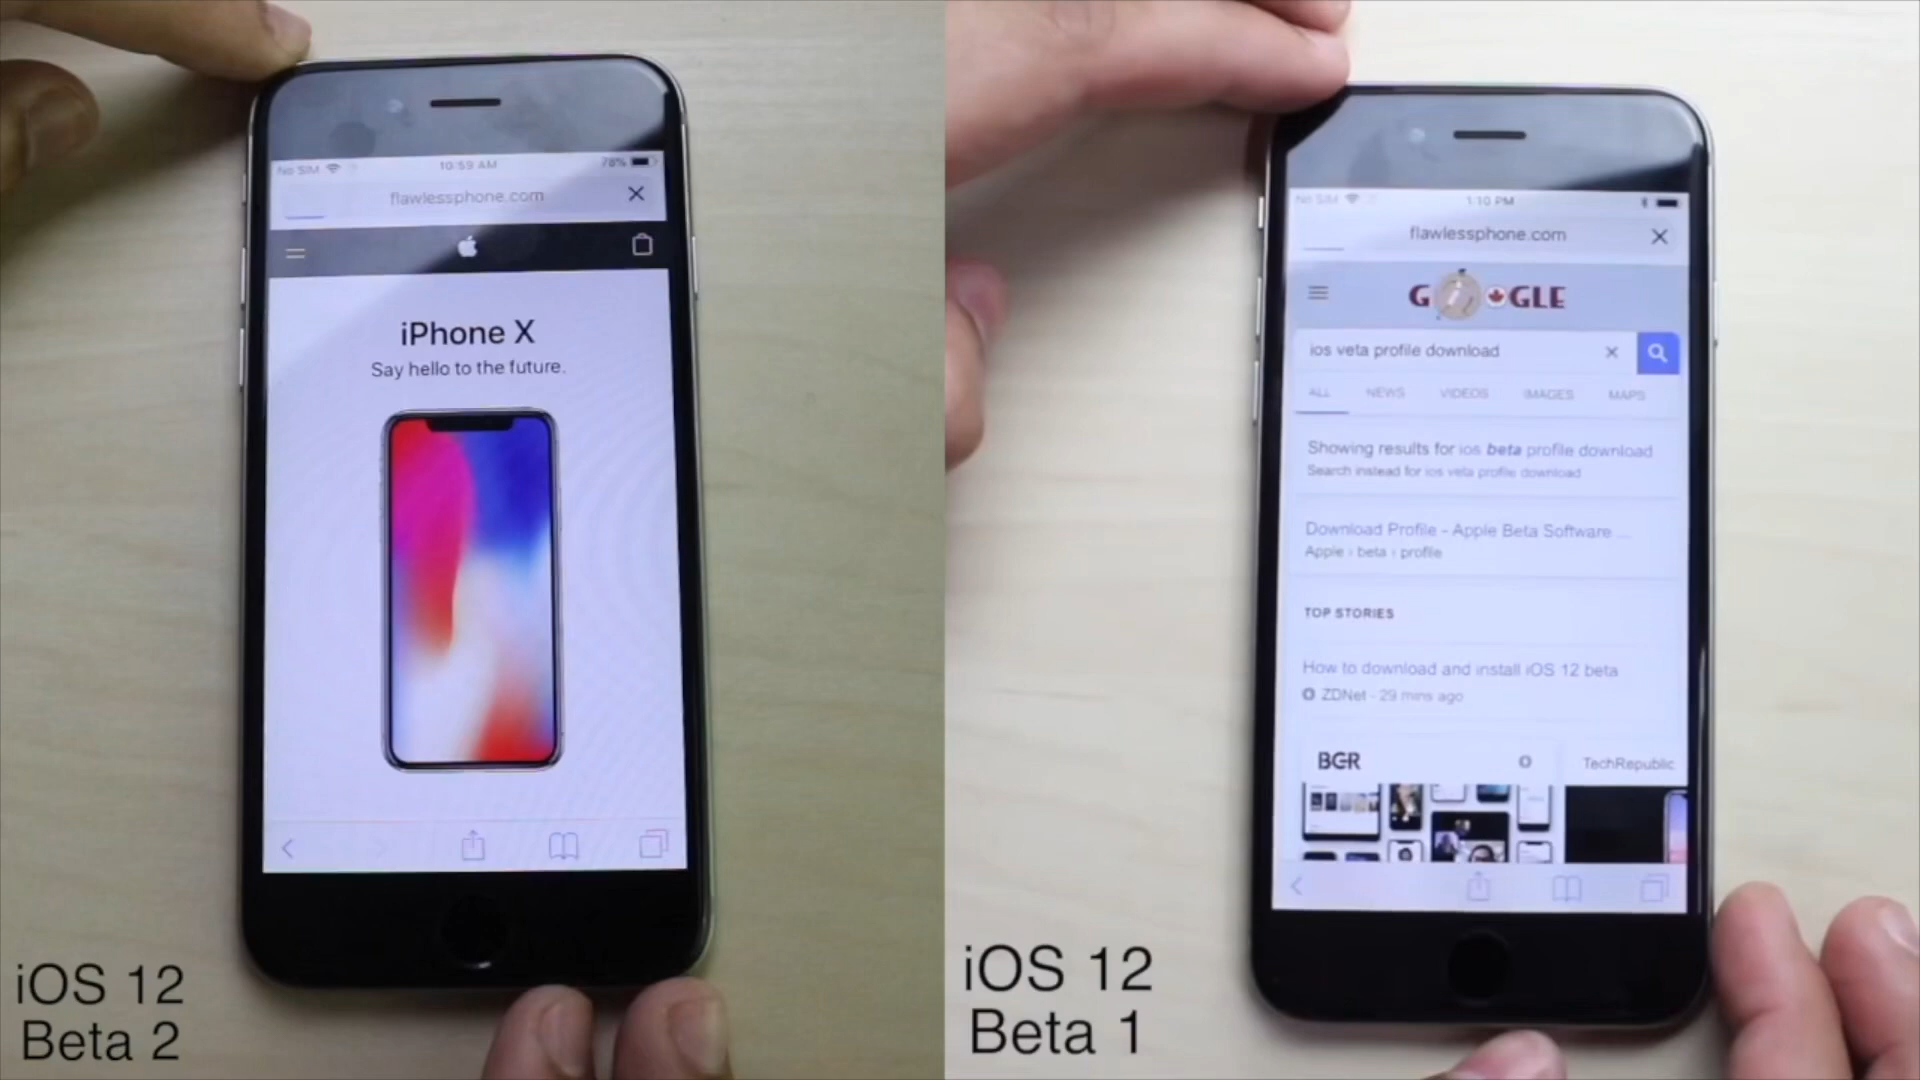 No SIM
10:59 AM
78%
flawlessphone.com
iPhone X
Say hello to the future.
iOS 12
Beta 2
No SIM
1:10 PM
flawlessphone.com
GOOGLE
ios veta profile download
ALL NEWS VIDEOS IMAGES MAPS
Showing results for ios beta profile download
Search instead for ios veta profile download
Download Profile - Apple Beta Software ...
Apple › beta › profile
TOP STORIES
How to download and install iOS 12 beta
ZDNet - 29 mins ago
BGR
TechRepublic
iOS 12
Beta 1